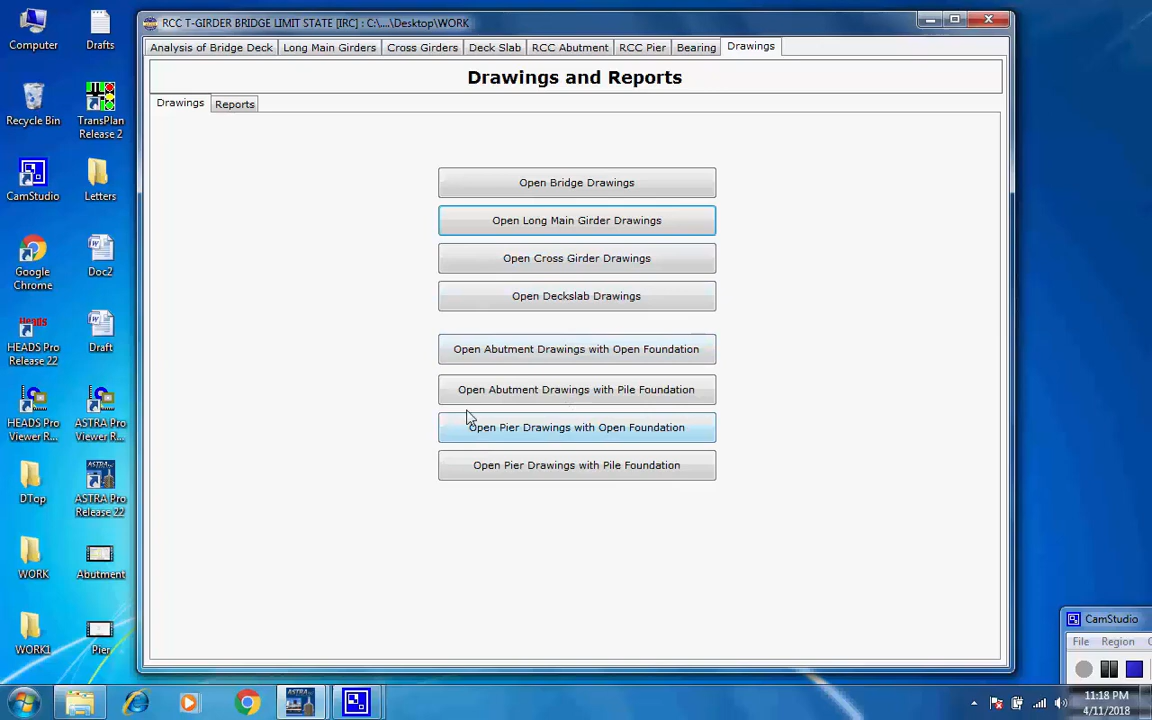 RCC T-GIRDER BRIDGE LIMIT STATE [IRC] : C:\....\Desktop\WORK
Analysis of Bridge Deck
Long Main Girders
Cross Girders
Deck Slab
RCC Abutment
RCC Pier
Bearing
Drawings
Drawings and Reports
Drawings
Reports
Open Bridge Drawings
Open Long Main Girder Drawings
Open Cross Girder Drawings
Open Deckslab Drawings
Open Abutment Drawings with Open Foundation
Open Abutment Drawings with Pile Foundation
Open Pier Drawings with Open Foundation
Open Pier Drawings with Pile Foundation
Computer
Drafts
Recycle Bin
TransPlan
Release 2
CamStudio
Letters
Google
Chrome
Doc2
Heads
HEADS Pro
Release 22
Draft
HEADS Pro
Viewer R...
ASTRA Pro
Viewer R...
DTop
ASTRA
ASTRA Pro
Release 22
WORK
Abutment
WORK1
Pier
CamStudio
File
Region
ASTRA
11:18 PM
4/11/2018